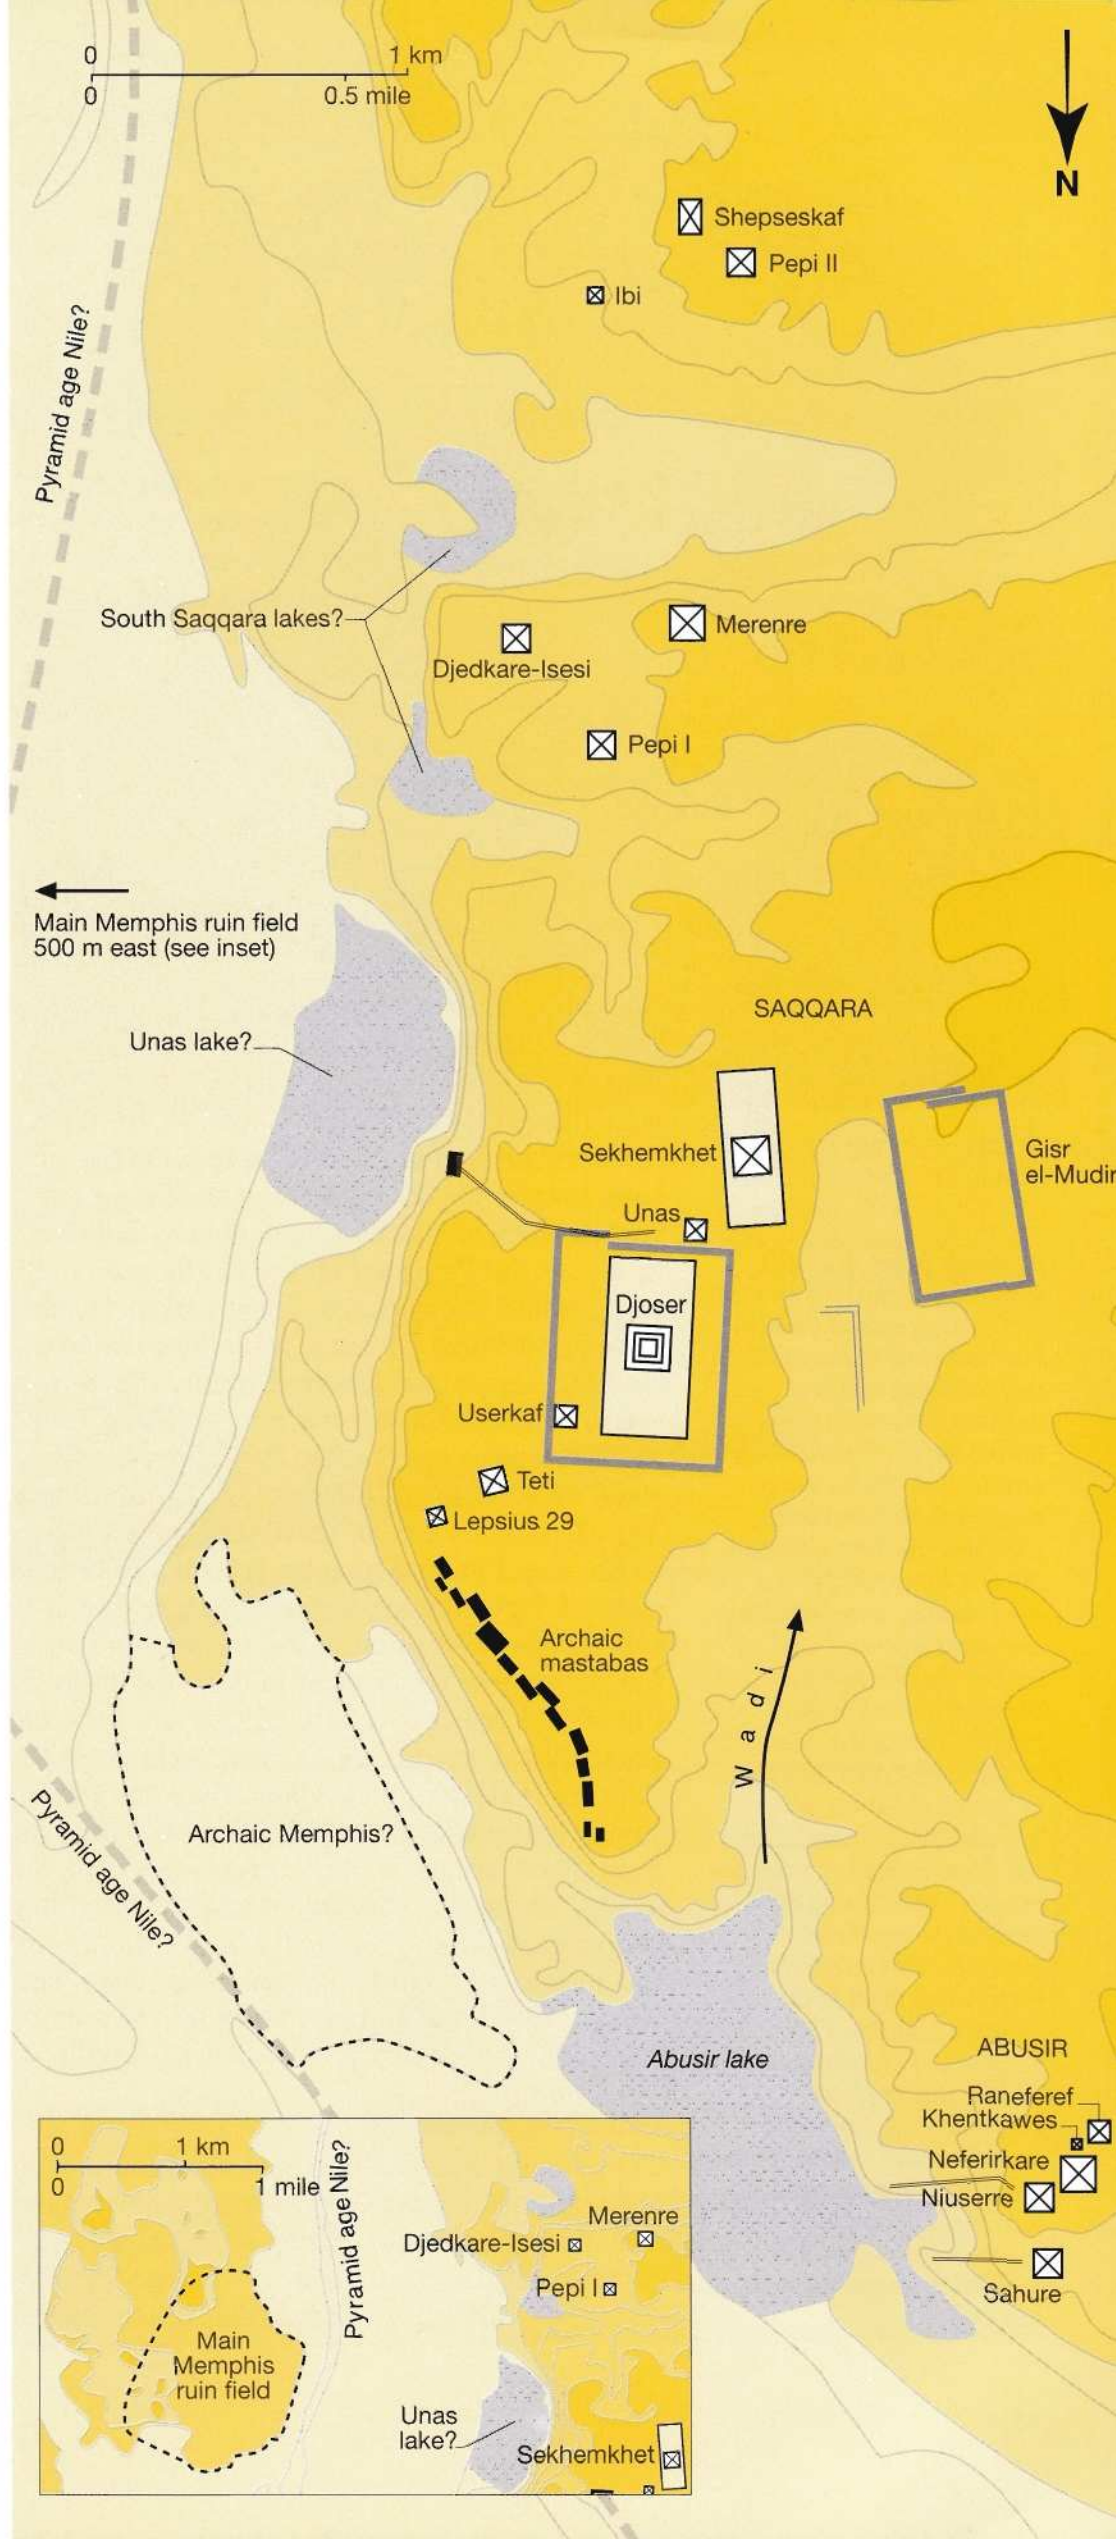 0 1 km
0 0.5 mile
N
Shepseskaf
Pepi II
Ibi
Pyramid age Nile?
South Saqqara lakes?
Merenre
Djedkare-Isesi
Pepi I
Main Memphis ruin field
500 m east (see inset)
SAQQARA
Unas lake?
Sekhemkhet
Gisr
el-Mudir
Unas
Djoser
Userkaf
Teti
Lepsius 29
Archaic
mastabas
Wadi
Pyramid age Nile?
Archaic Memphis?
Abusir lake
ABUSIR
Raneferef
Khentkawes
Neferirkare
Niuserre
Sahure
0 1 km
0 1 mile
Pyramid age Nile?
Merenre
Djedkare-Isesi
Pepi I
Main
Memphis
ruin field
Unas
lake?
Sekhemkhet